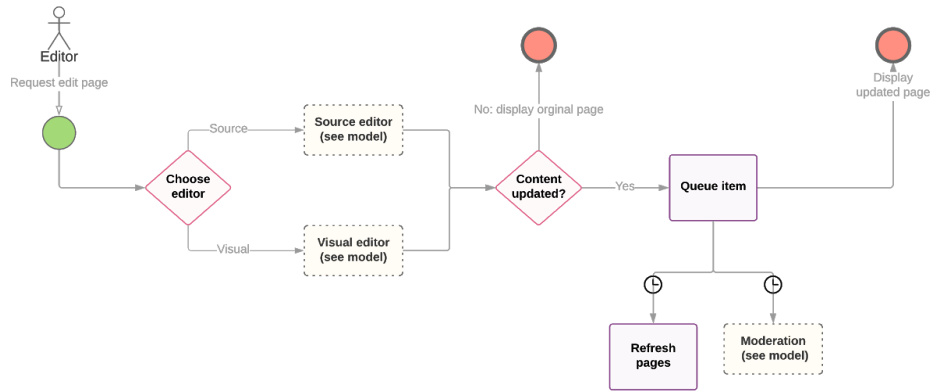 Editor
Request edit page
Source
Choose
editor
Visual
Source editor
(see model)
Visual editor
(see model)
No: display orginal page
Content
updated?
Yes
Queue item
Display
updated page
Refresh
pages
Moderation
(see model)